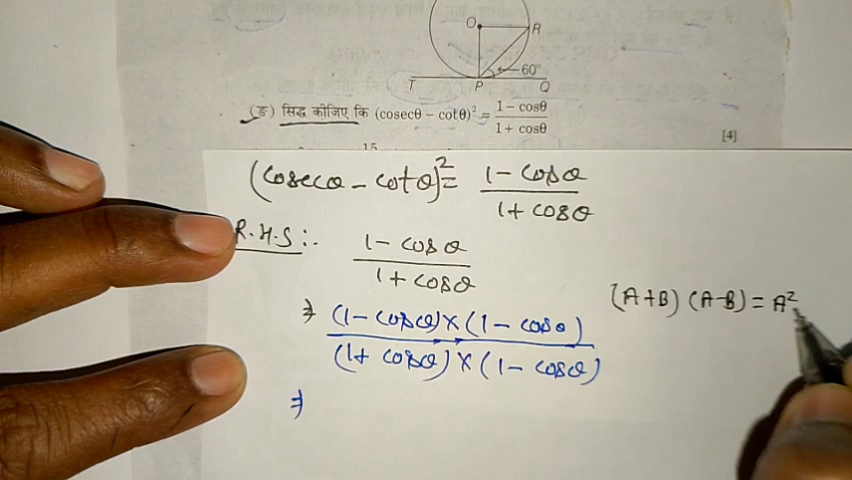 O
R
60°
T P Q
(ङ) सिद्ध कीजिए कि (cosecθ – cotθ)² = 1 – cosθ / 1 + cosθ
[4]
15
(cosecθ – cotθ)² = 1 – cosθ / 1 + cosθ
R.H.S :. 1 – cosθ / 1 + cosθ
(A+B) (A–B) = A²
⇒ (1 – cosθ) × (1 – cosθ) / (1 + cosθ) × (1 – cosθ)
⇒